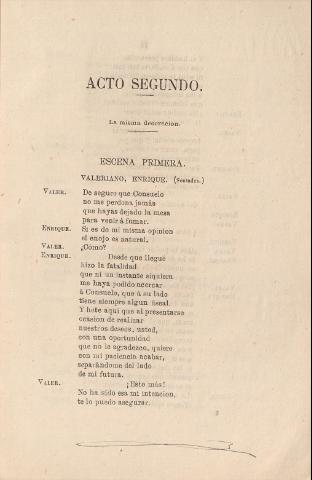 ACTO SEGUNDO.
La misma decoracion.
ESCENA PRIMERA.
VALERIANO, ENRIQUE. (Sentados.)
VALER. De seguro que Consuelo
no me perdona jamás
que hayas dejado la mesa
para venir á fumar.
ENRIQUE. Si es de mi misma opinion
el enojo es natural.
VALER. ¿Cómo?
ENRIQUE. Desde que llegué
hizo la fatalidad
que ni un instante siquiera
me haya podido acercar
á Consuelo, que á su lado
tiene siempre algun fiscal.
Y hete aquí que al presentarse
ocasion de realizar
nuestros deseos, usted,
con una oportunidad
que no le agradezco, quiere
con mi paciencia acabar,
separándome del lado
de mi futura.
VALER. ¡Esto más!
No ha sido esa mi intencion,
te lo puedo asegurar.